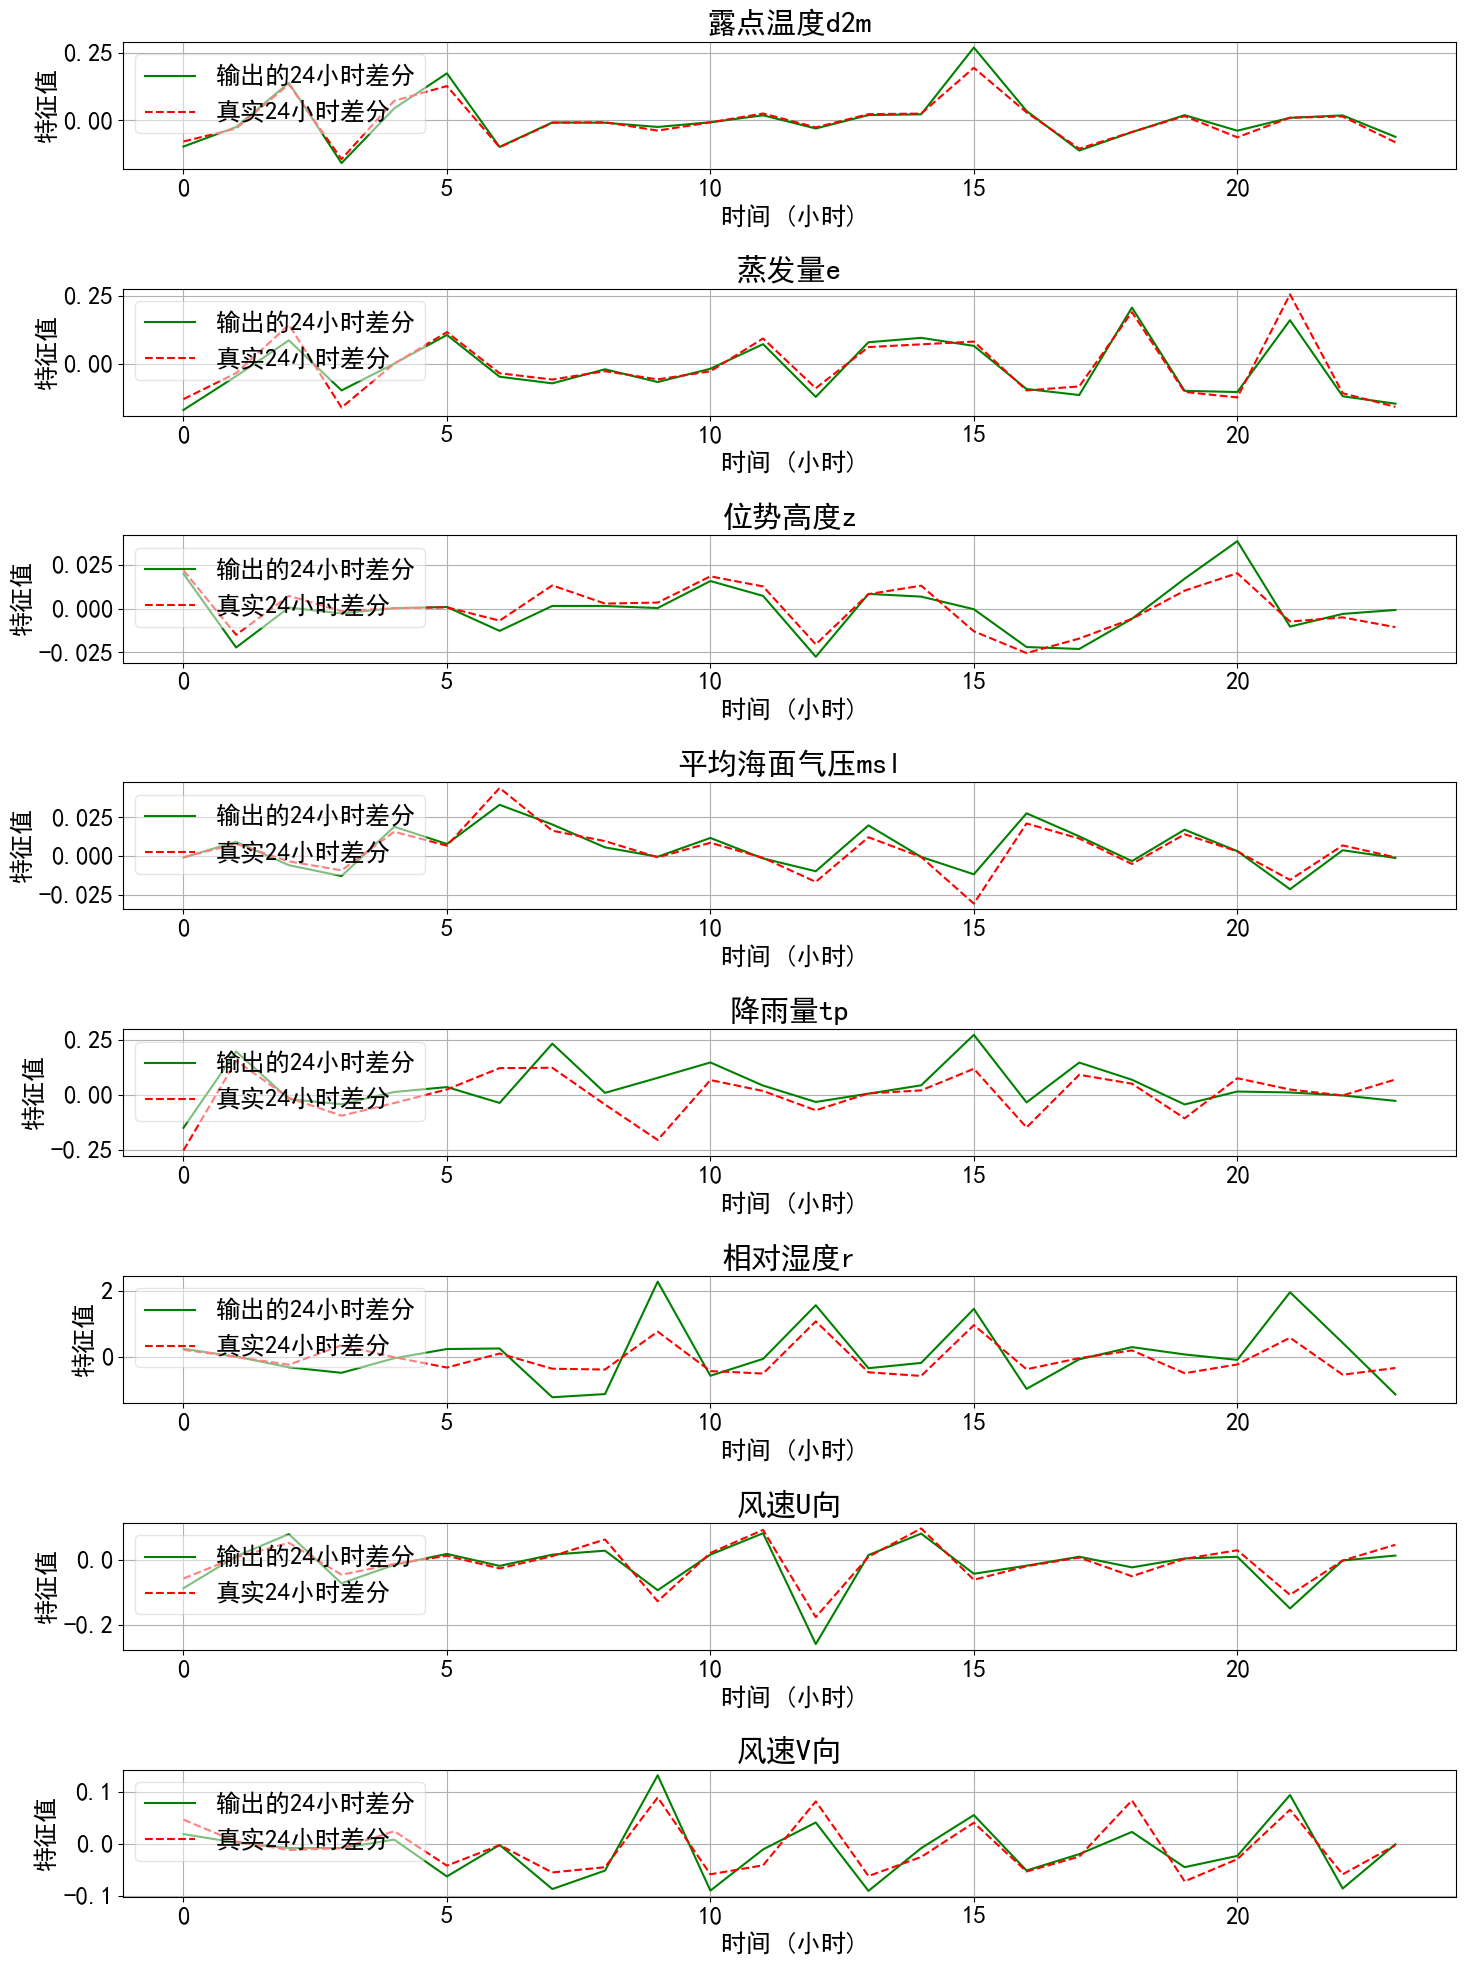 露点温度d2m
特征值
0.25
0.00
输出的24小时差分
真实24小时差分
0 5 10 15 20
时间 (小时)
蒸发量e
特征值
0.25
0.00
输出的24小时差分
真实24小时差分
0 5 10 15 20
时间 (小时)
位势高度z
特征值
0.025
0.000
−0.025
输出的24小时差分
真实24小时差分
0 5 10 15 20
时间 (小时)
平均海面气压msl
特征值
0.025
0.000
−0.025
输出的24小时差分
真实24小时差分
0 5 10 15 20
时间 (小时)
降雨量tp
特征值
0.25
0.00
−0.25
输出的24小时差分
真实24小时差分
0 5 10 15 20
时间 (小时)
相对湿度r
特征值
2
0
输出的24小时差分
真实24小时差分
0 5 10 15 20
时间 (小时)
风速U向
特征值
0.0
−0.2
输出的24小时差分
真实24小时差分
0 5 10 15 20
时间 (小时)
风速V向
特征值
0.1
0.0
−0.1
输出的24小时差分
真实24小时差分
0 5 10 15 20
时间 (小时)